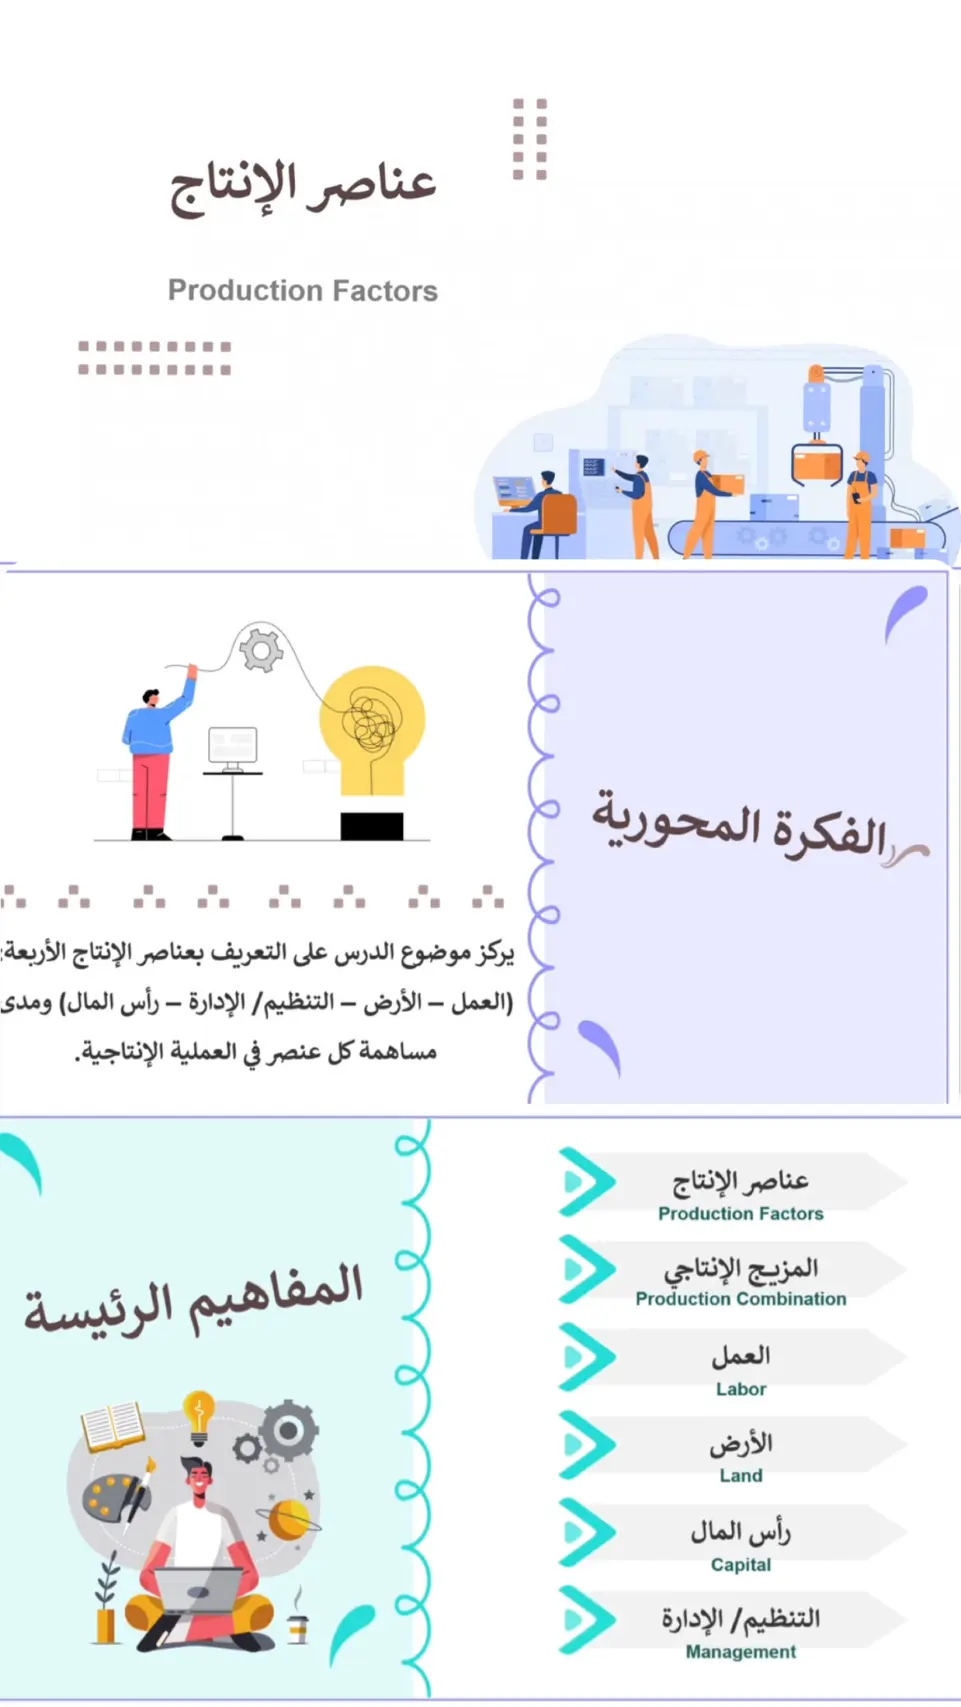 عناصر الإنتاج
Production Factors
الفكرة المحورية
يركز موضوع الدرس على التعريف بعناصر الإنتاج الأربعة:
(العمل – الأرض – التنظيم/ الإدارة – رأس المال) ومدى
مساهمة كل عنصر في العملية الإنتاجية.
المفاهيم الرئيسة
عناصر الإنتاج
Production Factors
المزيج الإنتاجي
Production Combination
العمل
Labor
الأرض
Land
رأس المال
Capital
التنظيم/ الإدارة
Management